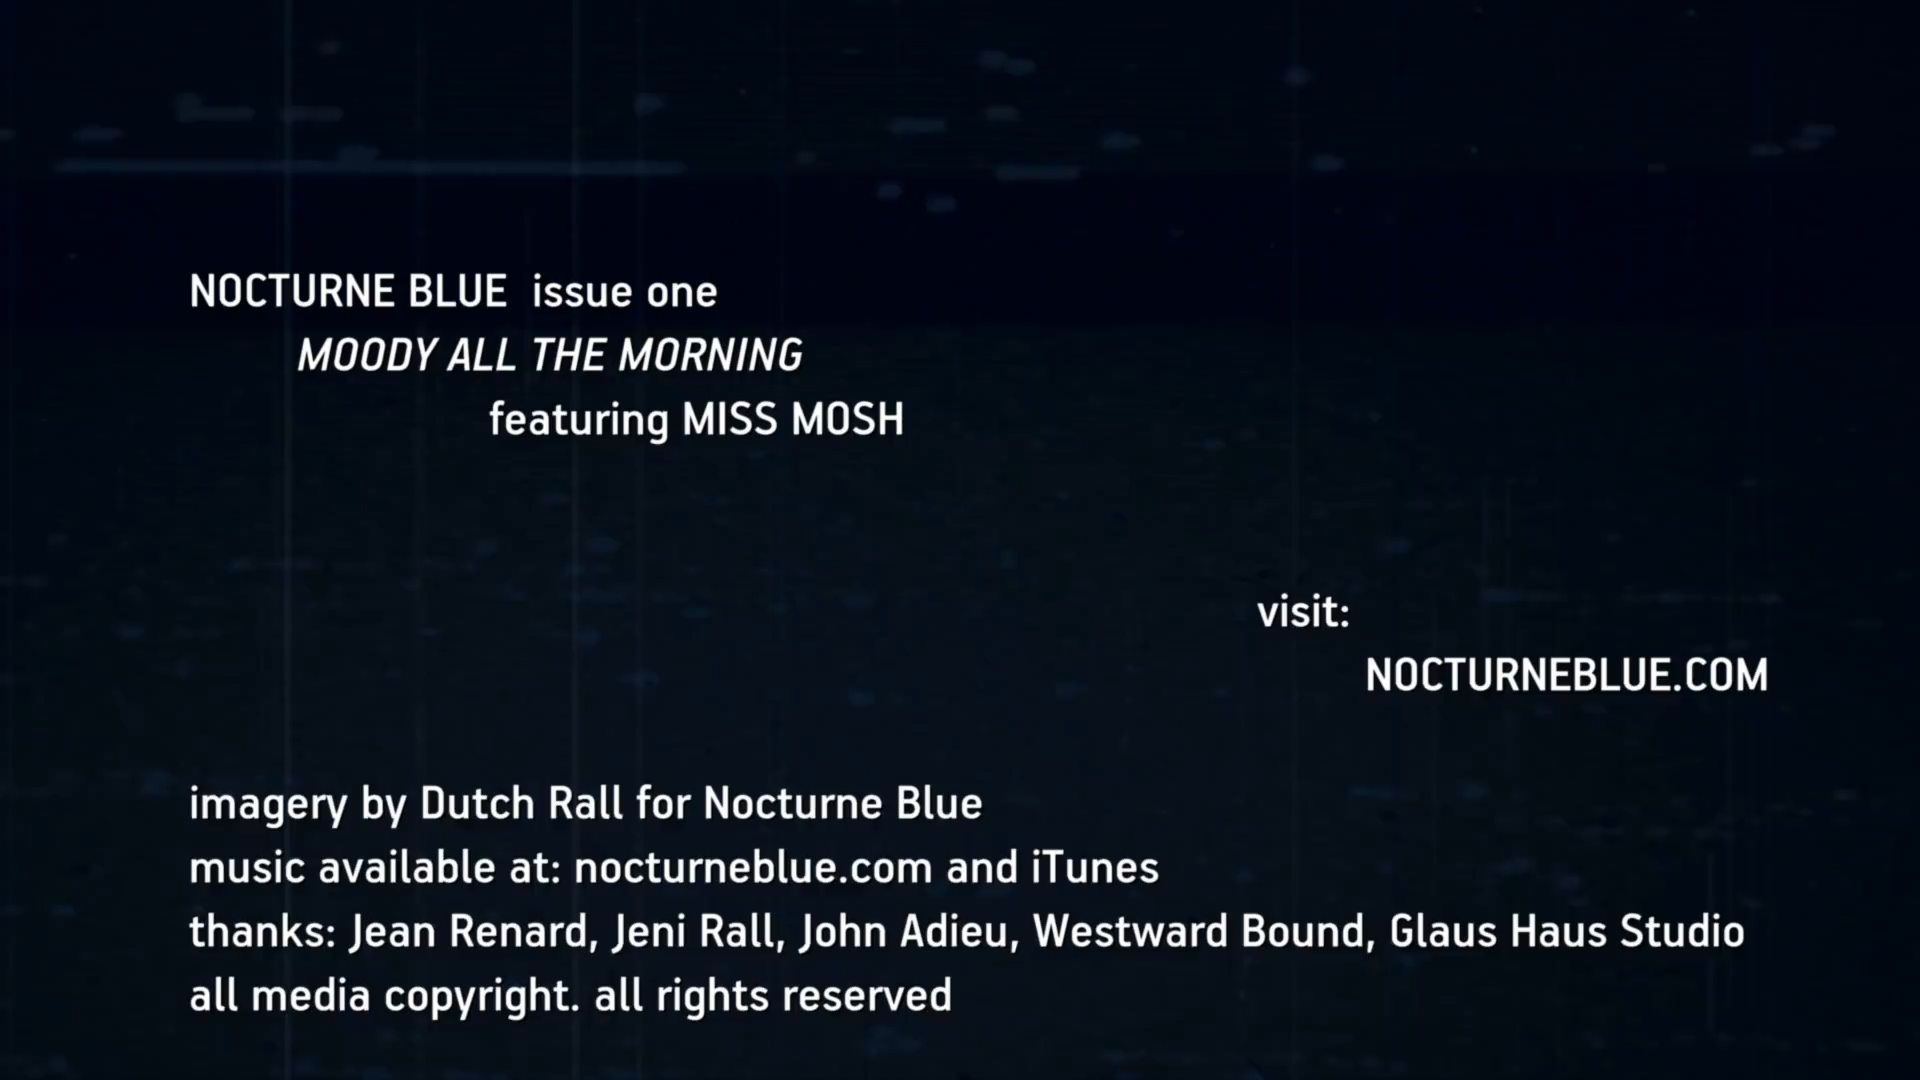 NOCTURNE BLUE issue one
MOODY ALL THE MORNING
featuring MISS MOSH
visit:
NOCTURNEBLUE.COM
imagery by Dutch Rall for Nocturne Blue
music available at: nocturneblue.com and iTunes
thanks: Jean Renard, Jeni Rall, John Adieu, Westward Bound, Glaus Haus Studio
all media copyright. all rights reserved